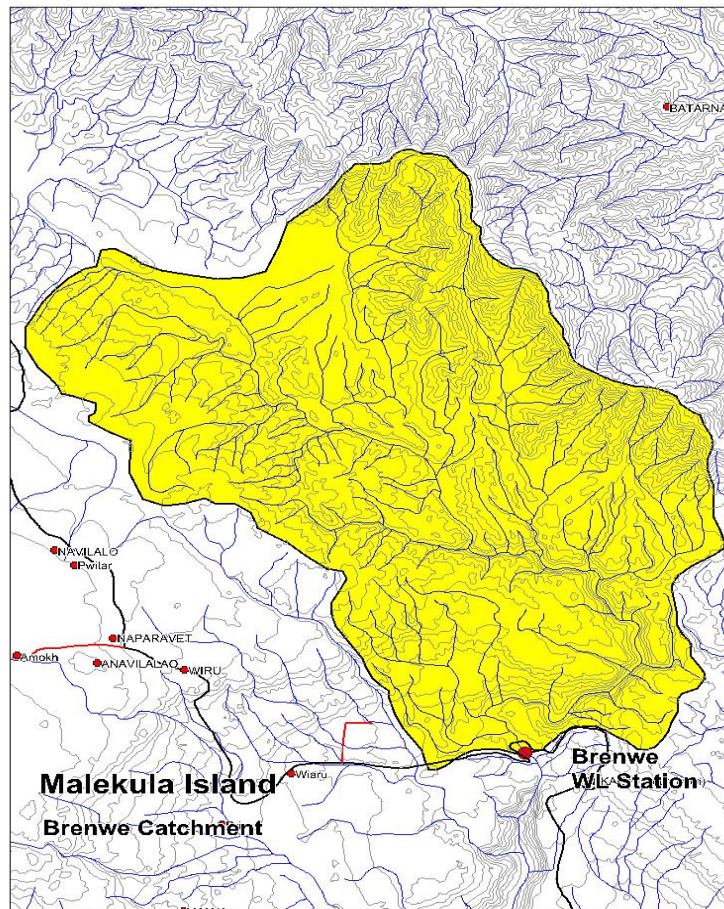 BATARNA
NAVILALO
Pwilar
NAPARAVET
Amokh
ANAVILALAO
WIRU
Wiaru
Brenwe
WL Station
Malekula Island
Brenwe Catchment